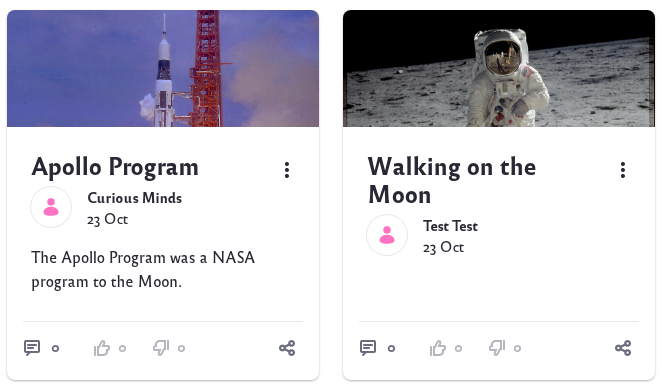 Apollo Program
Curious Minds
23 Oct
The Apollo Program was a NASA
program to the Moon.
0 0 0
Walking on the
Moon
Test Test
23 Oct
0 0 0